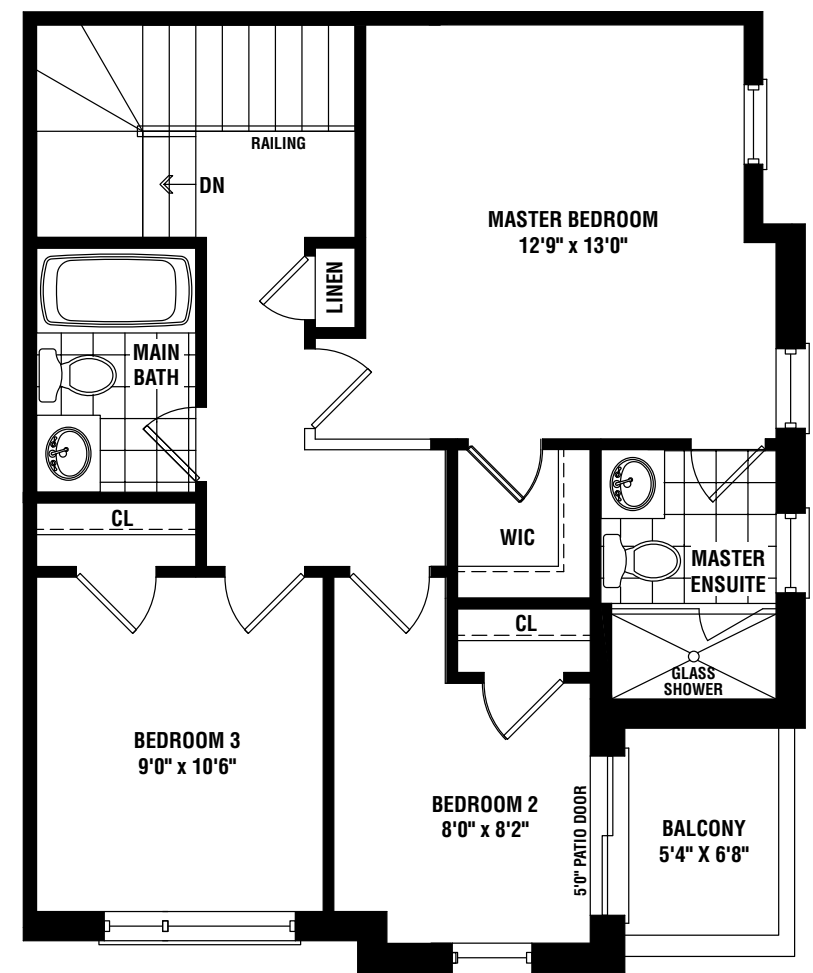 RAILING
DN
MASTER BEDROOM
12'9" x 13'0"
LINEN
MAIN
BATH
CL
WIC
MASTER
ENSUITE
CL
GLASS
SHOWER
BEDROOM 3
9'0" x 10'6"
BEDROOM 2
8'0" x 8'2"
5'0" PATIO DOOR
BALCONY
5'4" X 6'8"